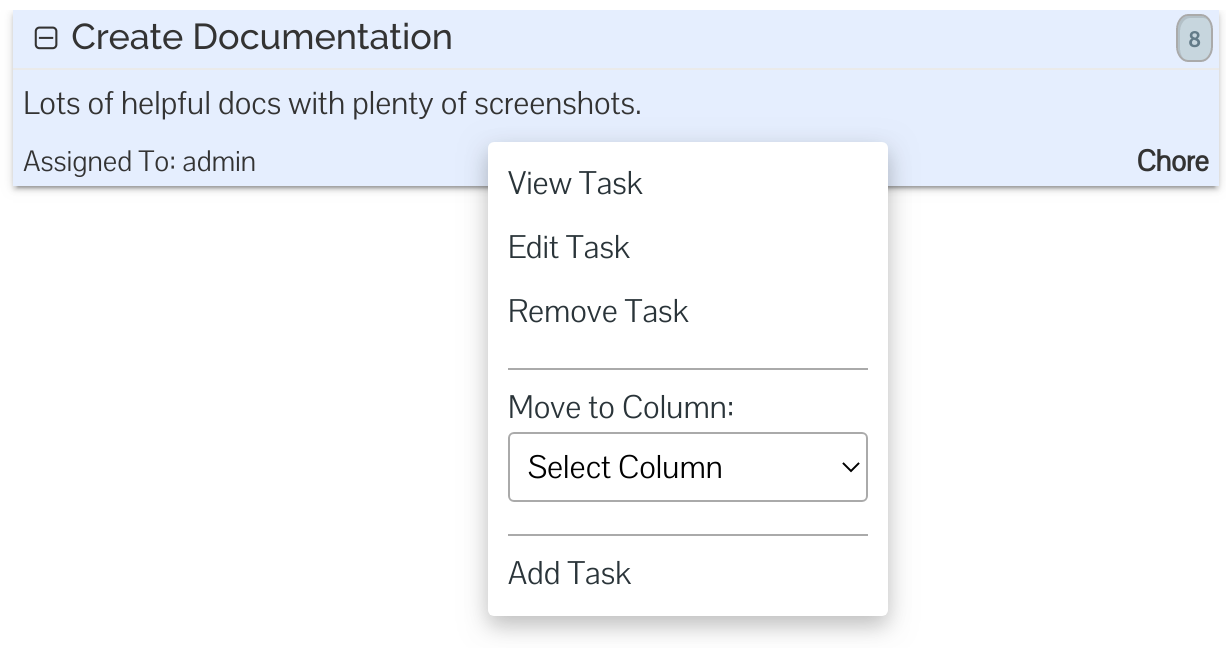 Create Documentation
8
Lots of helpful docs with plenty of screenshots.
Assigned To: admin
Chore
View Task
Edit Task
Remove Task
Move to Column:
Select Column
Add Task